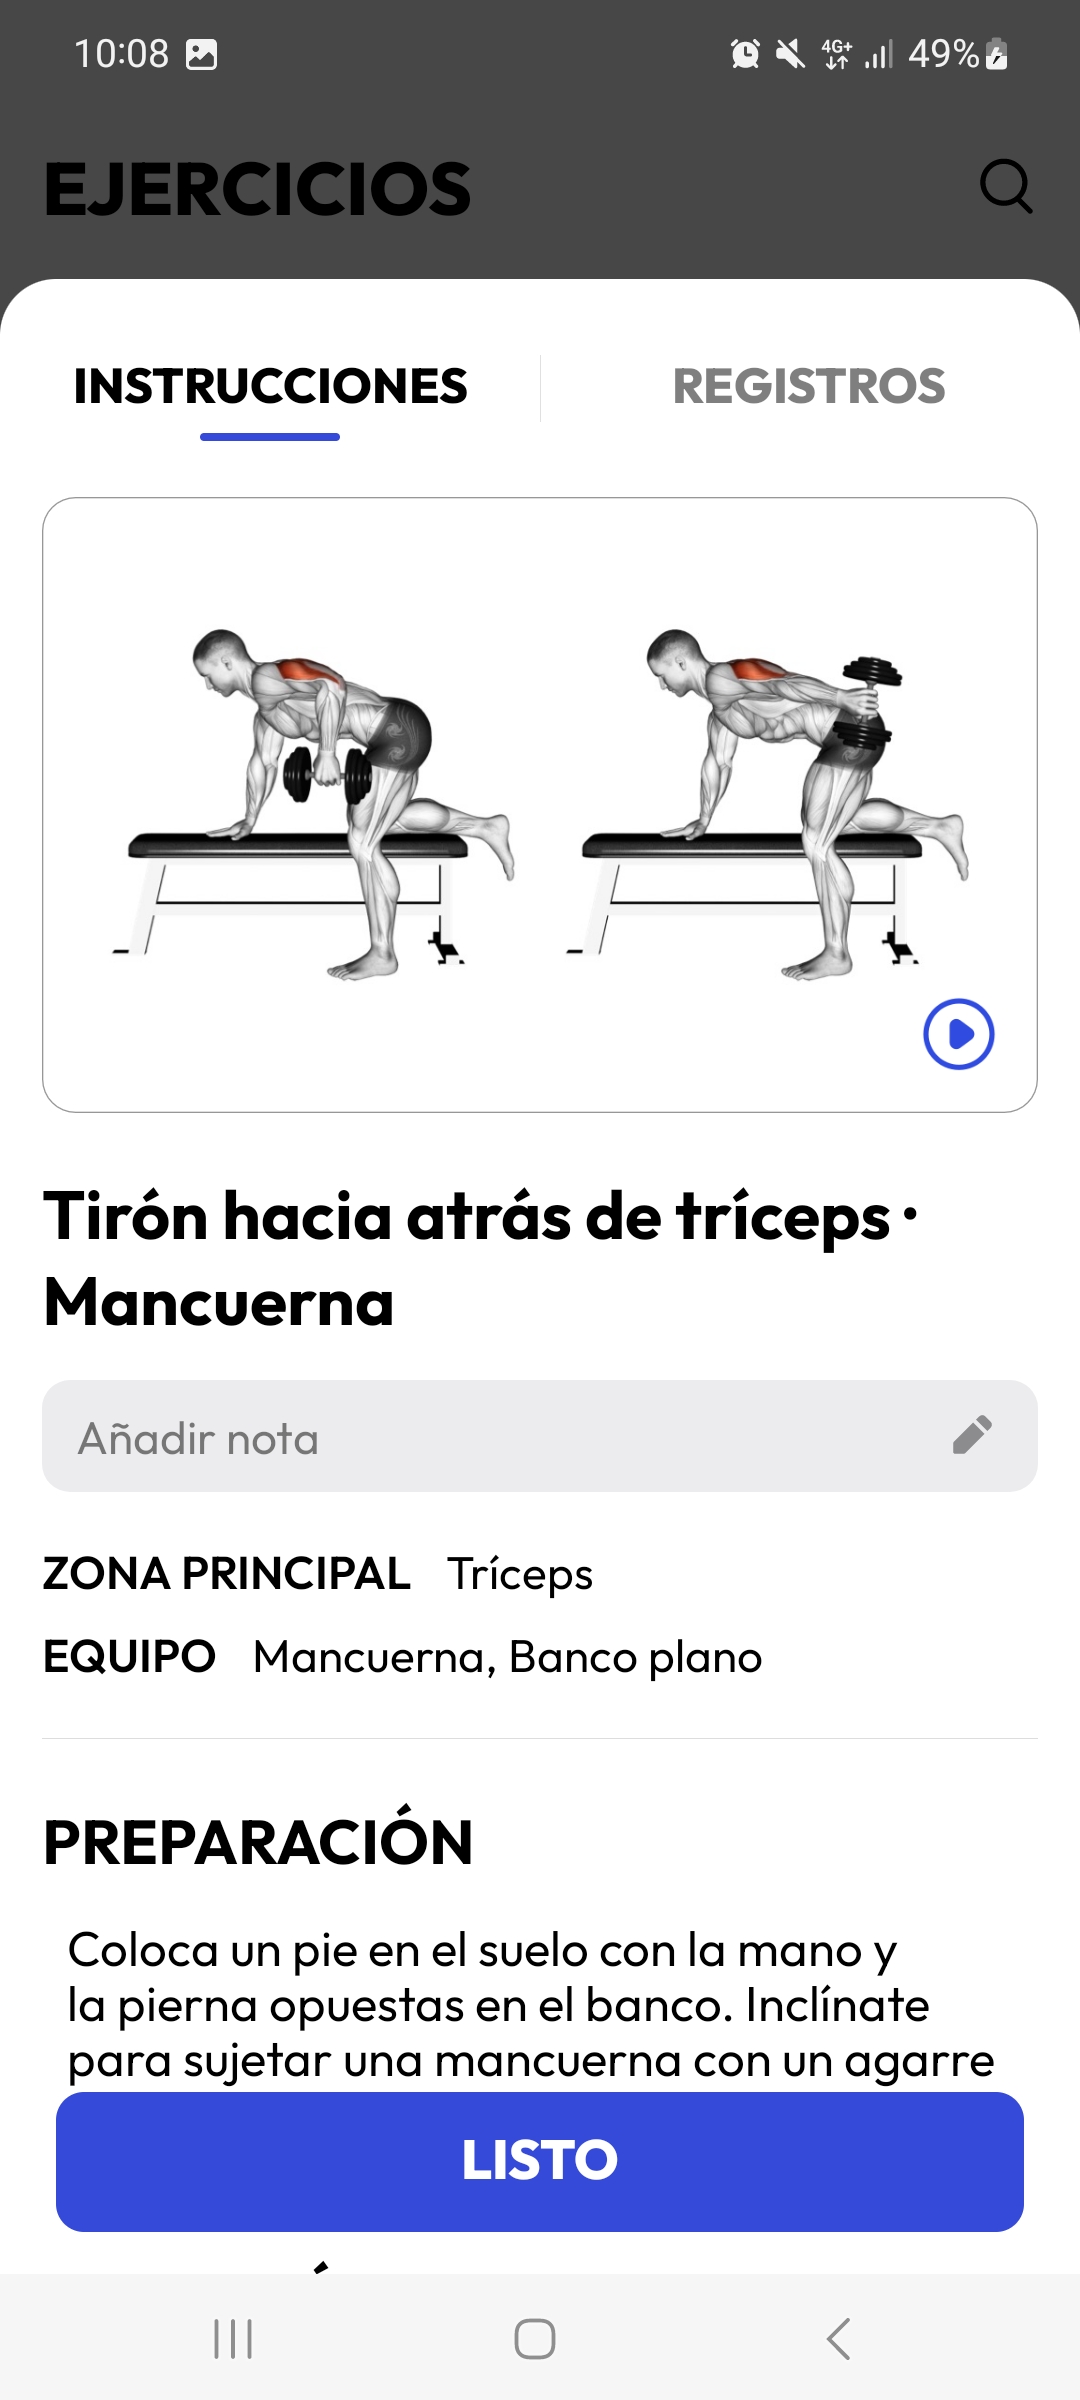 10:08
4G+
49%
EJERCICIOS
INSTRUCCIONES
REGISTROS
Tirón hacia atrás de tríceps ·
Mancuerna
Añadir nota
ZONA PRINCIPAL Tríceps
EQUIPO Mancuerna, Banco plano
PREPARACIÓN
Coloca un pie en el suelo con la mano y
la pierna opuestas en el banco. Inclínate
para sujetar una mancuerna con un agarre
LISTO